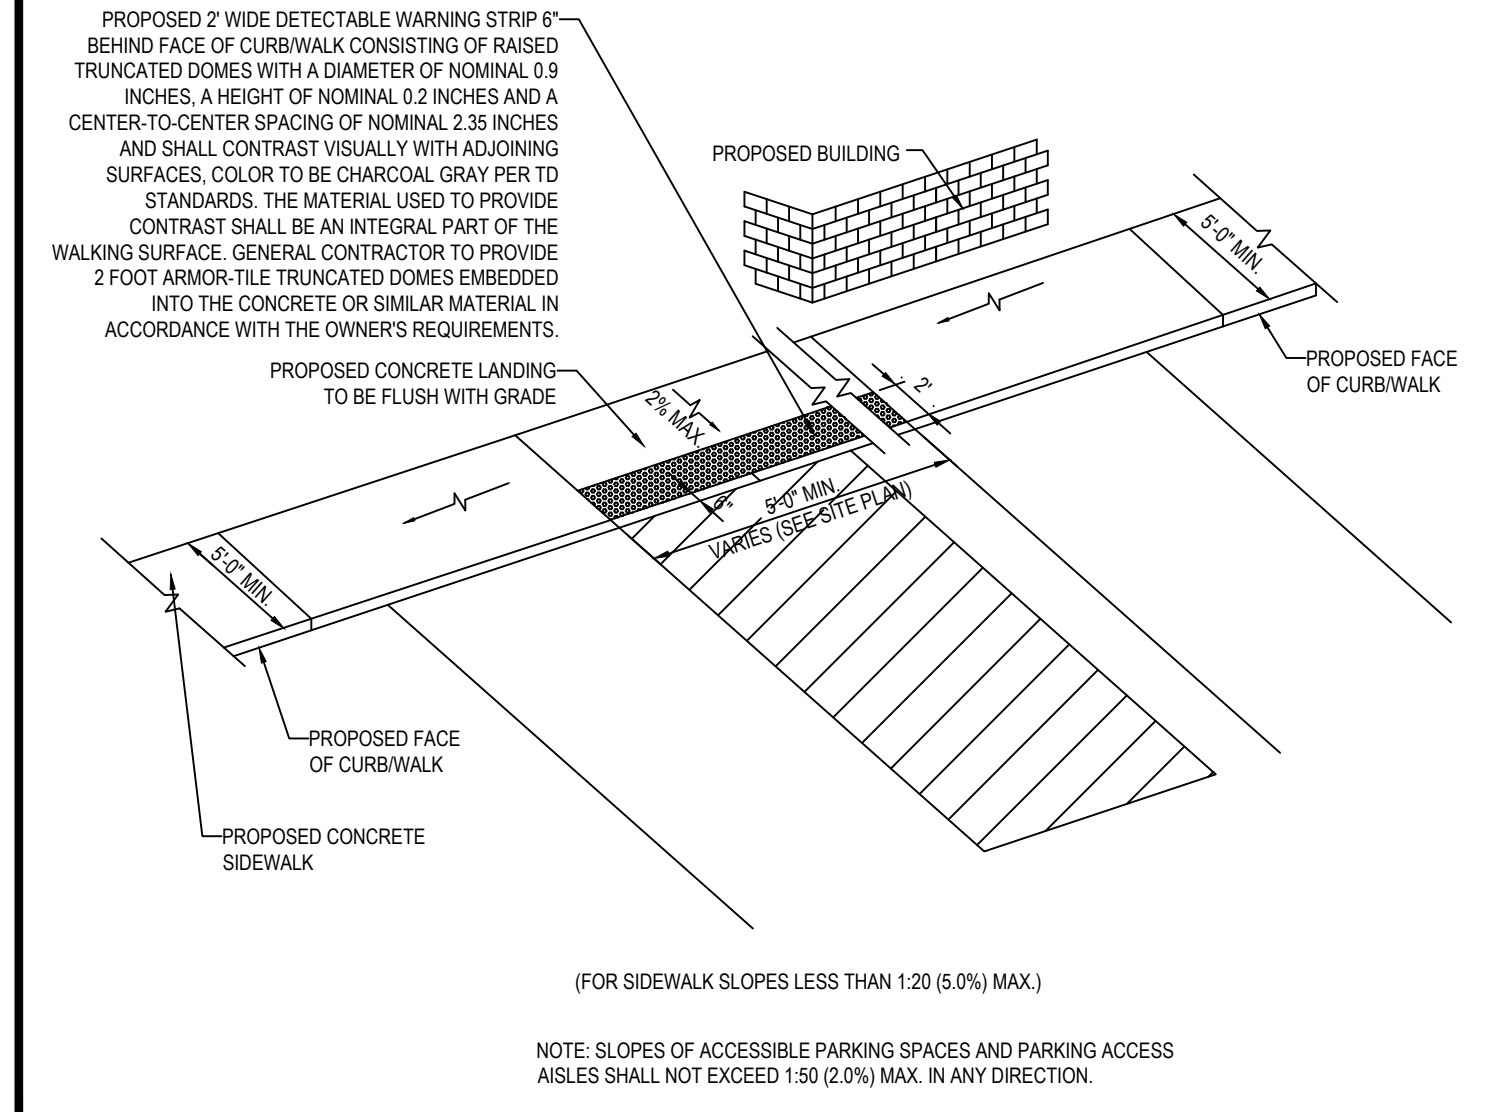 PROPOSED 2' WIDE DETECTABLE WARNING STRIP 6"
BEHIND FACE OF CURB/WALK CONSISTING OF RAISED
TRUNCATED DOMES WITH A DIAMETER OF NOMINAL 0.9
INCHES, A HEIGHT OF NOMINAL 0.2 INCHES AND A
CENTER-TO-CENTER SPACING OF NOMINAL 2.35 INCHES
AND SHALL CONTRAST VISUALLY WITH ADJOINING
SURFACES, COLOR TO BE CHARCOAL GRAY PER TD
STANDARDS. THE MATERIAL USED TO PROVIDE
CONTRAST SHALL BE AN INTEGRAL PART OF THE
WALKING SURFACE. GENERAL CONTRACTOR TO PROVIDE
2 FOOT ARMOR-TILE TRUNCATED DOMES EMBEDDED
INTO THE CONCRETE OR SIMILAR MATERIAL IN
ACCORDANCE WITH THE OWNER'S REQUIREMENTS.
PROPOSED BUILDING
5'-0" MIN.
PROPOSED FACE
OF CURB/WALK
PROPOSED CONCRETE LANDING
TO BE FLUSH WITH GRADE
2% MAX.
2'
6"
5'-0" MIN.
VARIES (SEE SITE PLAN)
5'-0" MIN.
PROPOSED FACE
OF CURB/WALK
PROPOSED CONCRETE
SIDEWALK
(FOR SIDEWALK SLOPES LESS THAN 1:20 (5.0%) MAX.)
NOTE: SLOPES OF ACCESSIBLE PARKING SPACES AND PARKING ACCESS
AISLES SHALL NOT EXCEED 1:50 (2.0%) MAX. IN ANY DIRECTION.